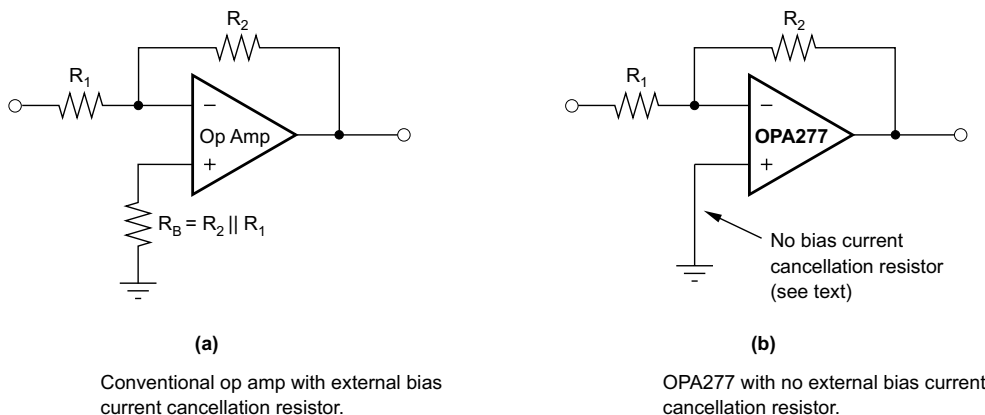 R2
R1
−
Op Amp
+
RB = R2 || R1
(a)
Conventional op amp with external bias
current cancellation resistor.
R2
R1
−
OPA277
+
No bias current
cancellation resistor
(see text)
(b)
OPA277 with no external bias current
cancellation resistor.